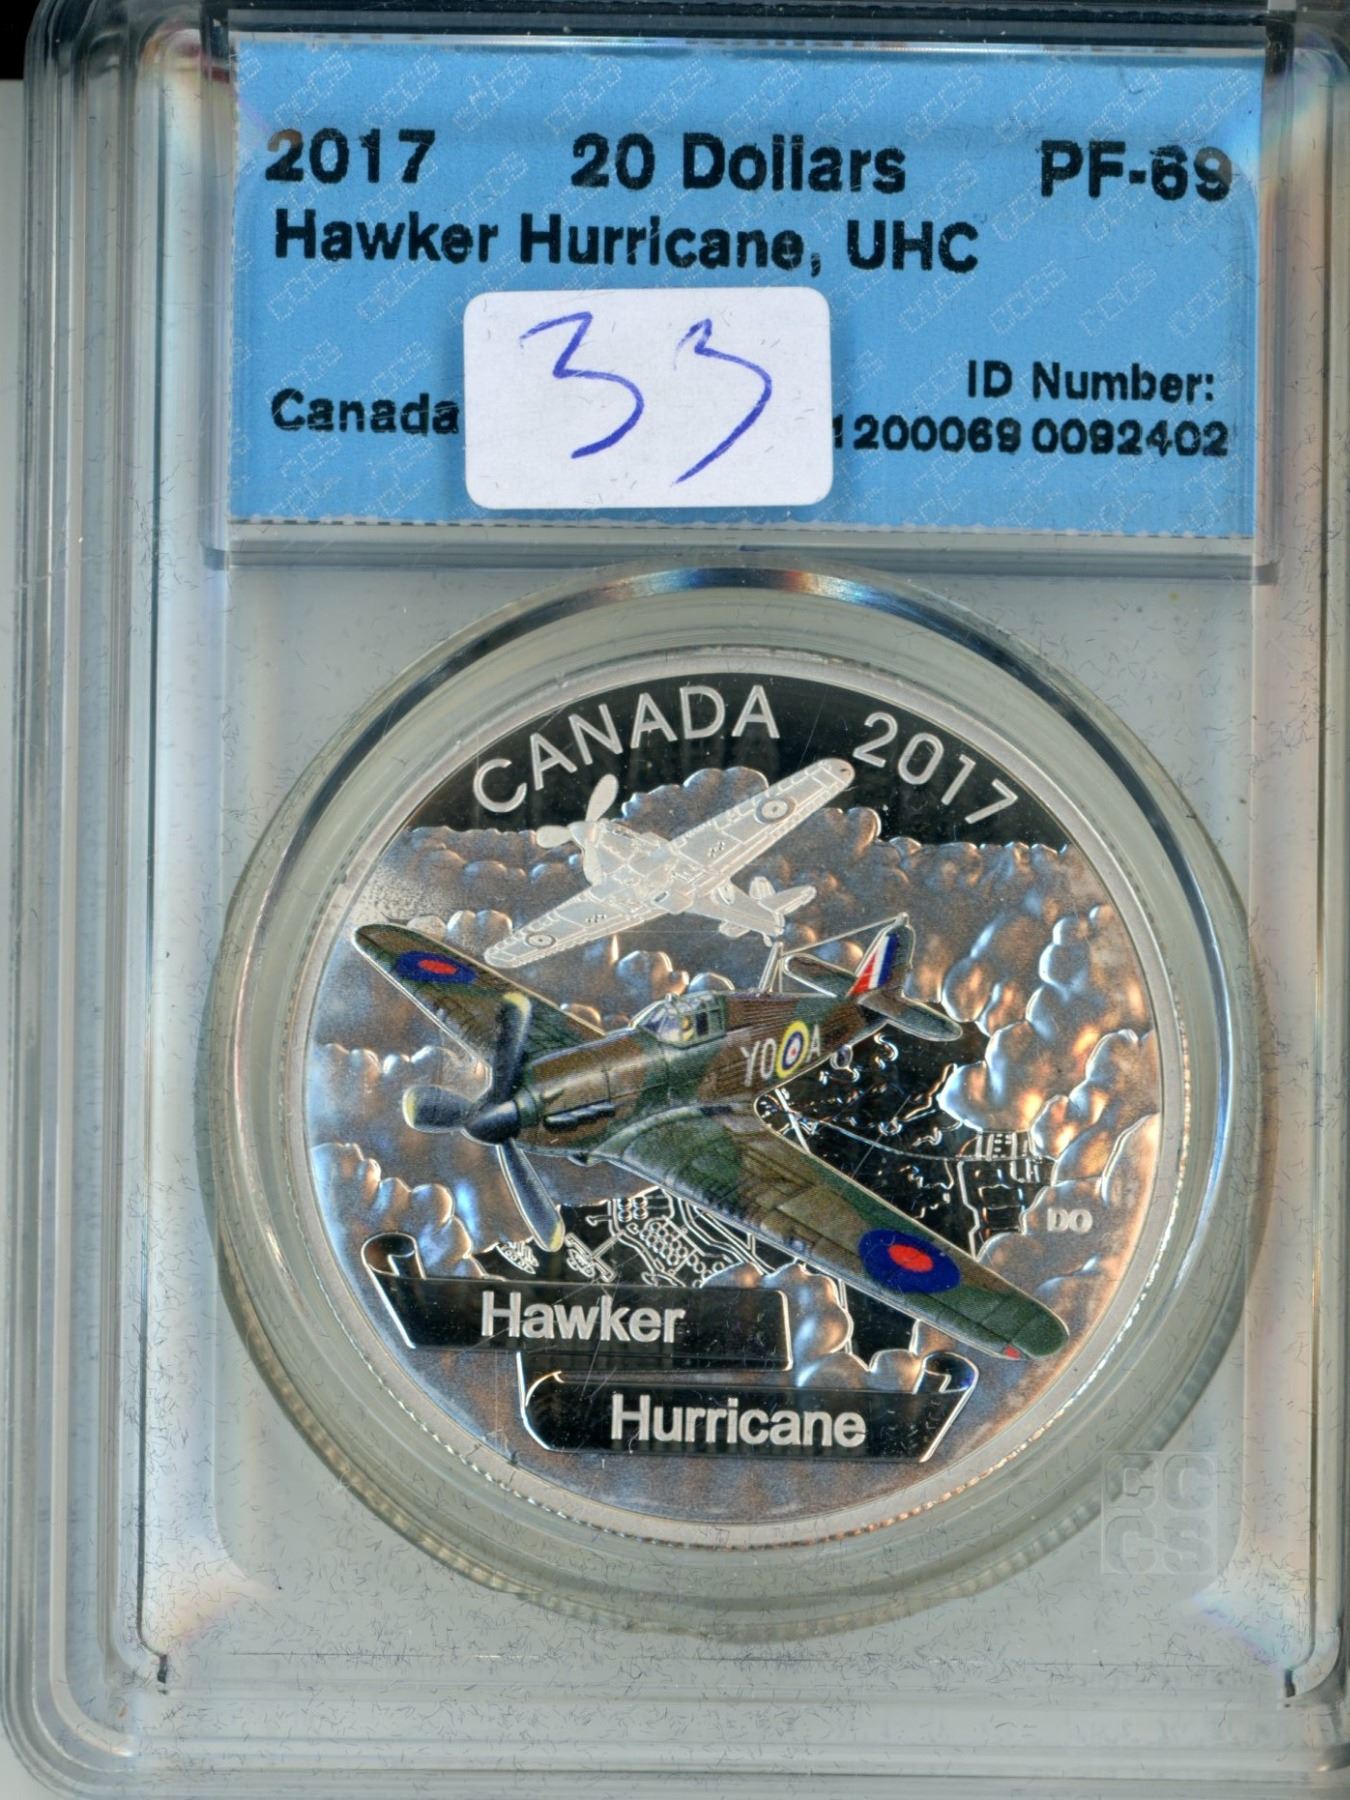 2017 20 Dollars PF-69
Hawker Hurricane, UHC
33
ID Number:
Canada 1200069 0092402
CANADA 2017
YO A
DO
Hawker
Hurricane
CC
CS